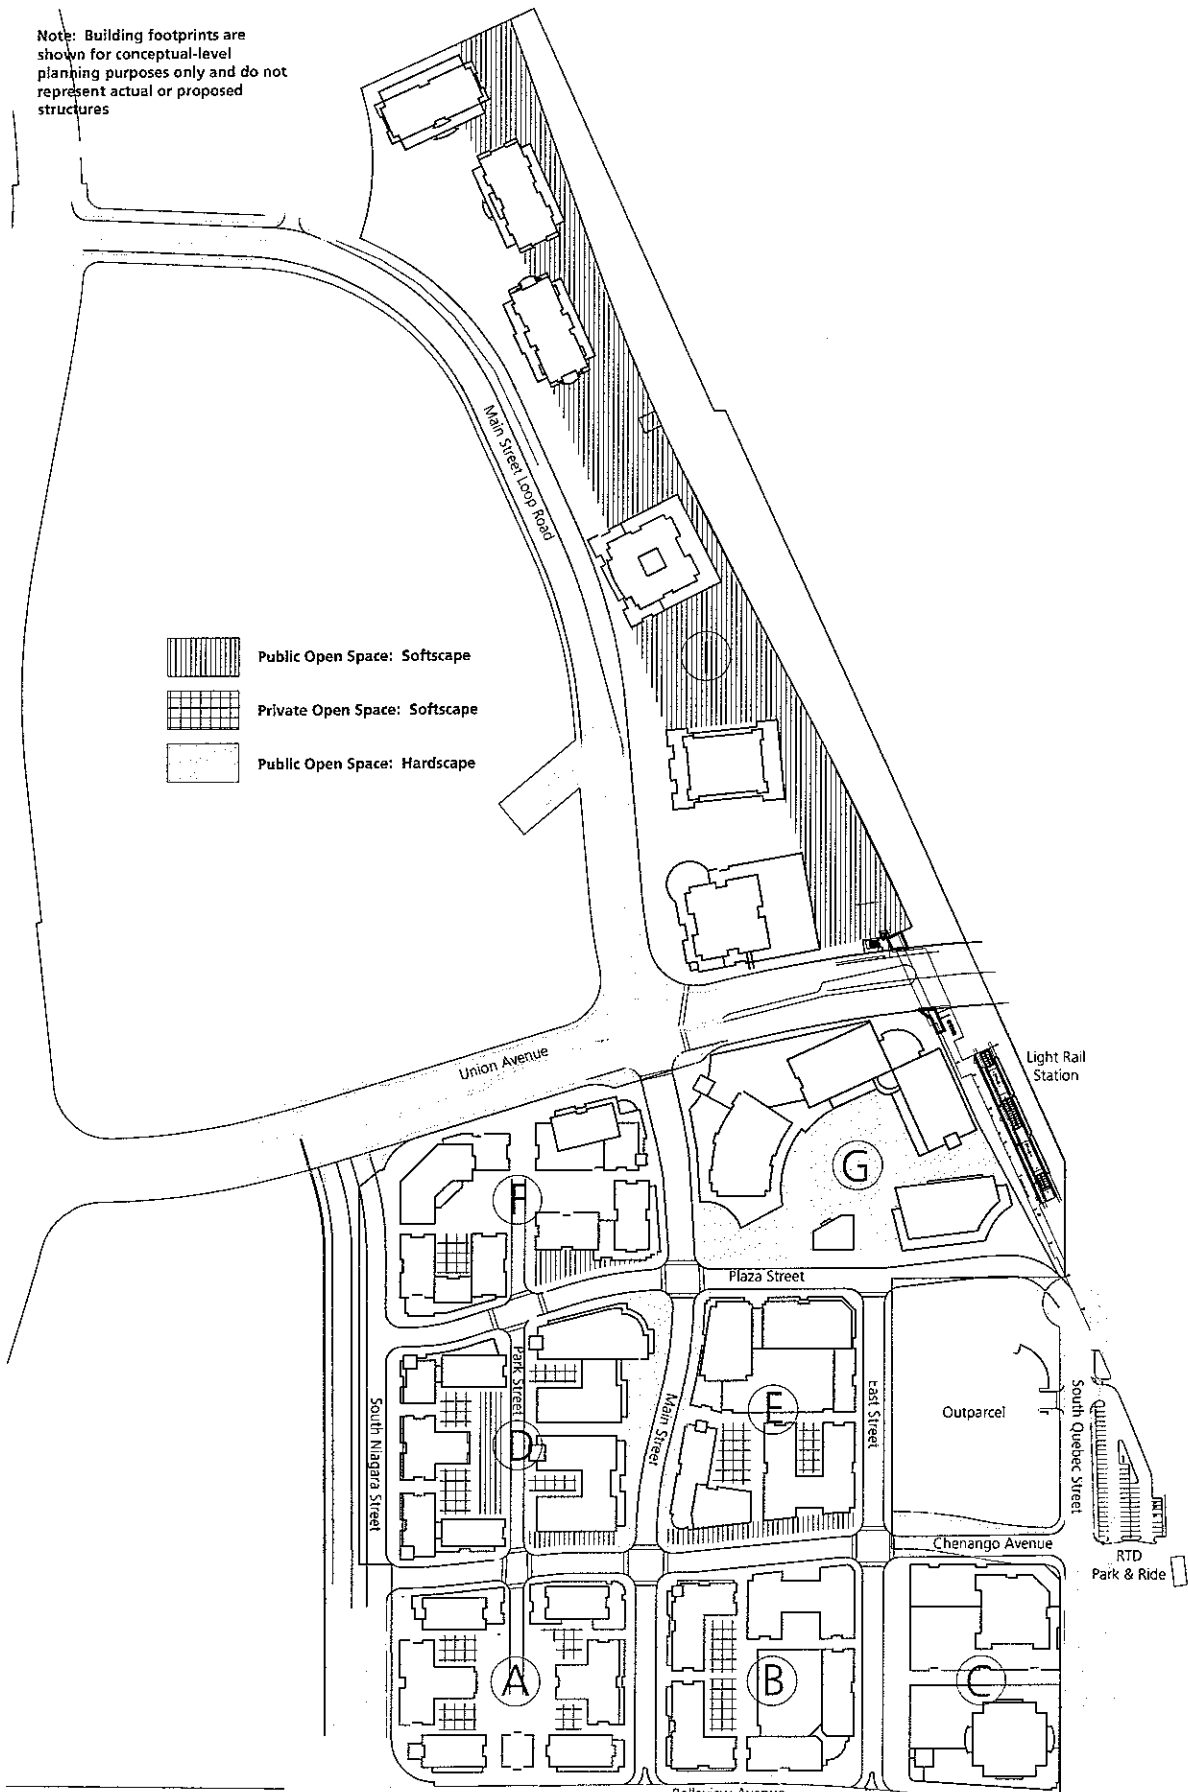 Note: Building footprints are
shown for conceptual-level
planning purposes only and do not
represent actual or proposed
structures
Main Street Loop Road
Public Open Space: Softscape
Private Open Space: Softscape
Public Open Space: Hardscape
Union Avenue
Light Rail
Station
G
F
Plaza Street
Park Street
South Niagara Street
Main Street
E
East Street
Outparcel
South Quebec Street
D
Chenango Avenue
RTD
Park & Ride
A
B
C